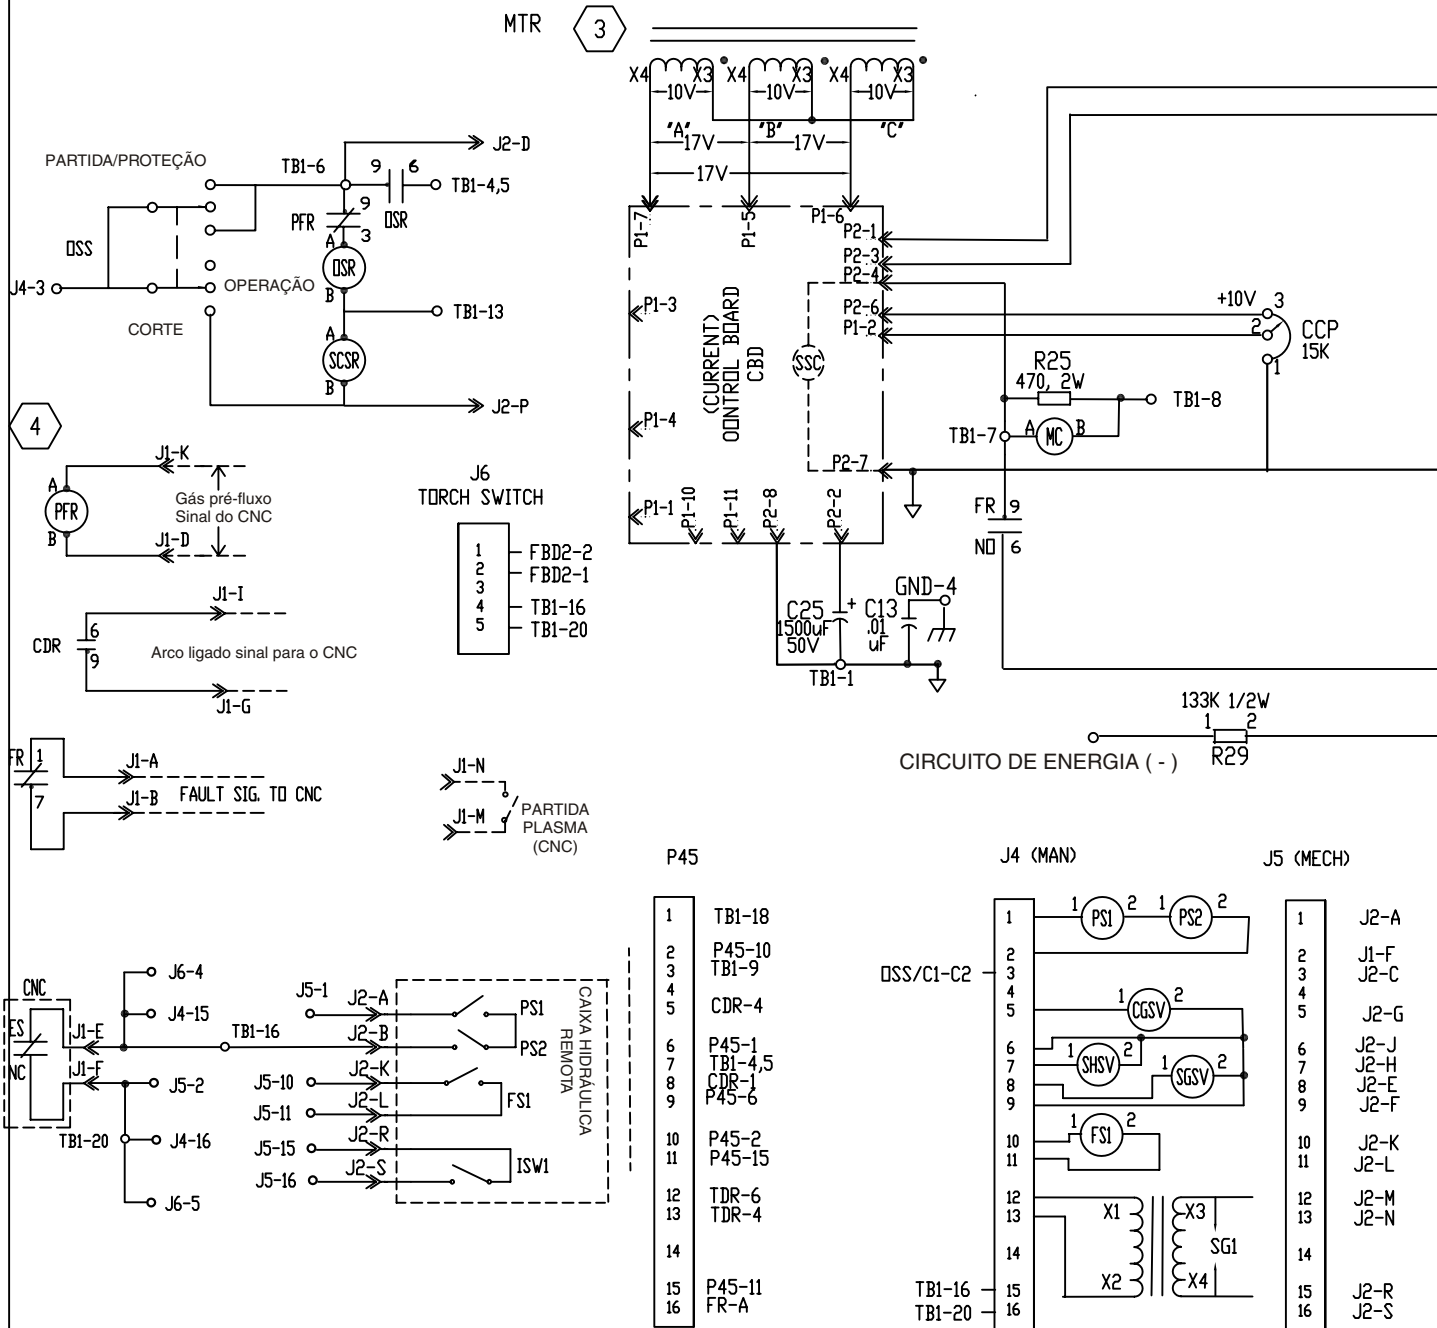 MTR
3
X4
X3
X4
X3
X4
X3
10V
10V
10V
"A"
"B"
"C"
17V
17V
17V
J2-D
PARTIDA/PROTEÇÃO
TB1-6
9
6
TB1-4,5
PFR
9
3
OSR
OSS
A
OSR
B
OPERAÇÃO
J4-3
TB1-13
CORTE
A
SCSR
B
J2-P
P1-7
P1-5
P1-6
P2-1
P2-3
P2-4
P2-6
P1-2
P1-3
P1-4
P1-1
P1-10
P1-11
P2-8
P2-2
P2-7
(CURRENT)
CONTROL BOARD
CBD
SSC
+10V
3
2
1
CCP
15K
R25
470, 2W
TB1-8
TB1-7
A
MC
B
FR
9
NO
6
4
J1-K
A
PFR
B
J1-D
Gás pré-fluxo
Sinal do CNC
J6
TORCH SWITCH
1
FBD2-2
2
FBD2-1
3
4
TB1-16
5
TB1-20
J1-I
CDR
6
9
Arco ligado sinal para o CNC
J1-G
C25
+
1500uF
50V
C13
.01
uF
GND-4
TB1-1
133K 1/2W
1
2
R29
CIRCUITO DE ENERGIA ( - )
FR
1
7
J1-A
J1-B
FAULT SIG. TO CNC
J1-N
J1-M
PARTIDA
PLASMA
(CNC)
CNC
ES
NC
J1-E
J1-F
J6-4
J4-15
TB1-16
J5-2
TB1-20
J4-16
J6-5
J5-1
J2-A
J2-B
J5-10
J2-K
J5-11
J2-L
J5-15
J2-R
J5-16
J2-S
PS1
PS2
FS1
ISW1
CAIXA HIDRÁULICA
REMOTA
P45
1 TB1-18
2 P45-10
3 TB1-9
4
5 CDR-4
6 P45-1
7 TB1-4,5
8 CDR-1
9 P45-6
10 P45-2
11 P45-15
12 TDR-6
13 TDR-4
14
15 P45-11
16 FR-A
J4 (MAN)
1
2
OSS/C1-C2
3
4
5
6
7
8
9
10
11
12
13
14
TB1-16
15
TB1-20
16
1
PS1
2
1
PS2
2
1
CGSV
2
1
SHSV
2
1
SGSV
2
1
FS1
2
X1
X2
X3
X4
SG1
J5 (MECH)
1 J2-A
2 J1-F
3 J2-C
4
5 J2-G
6 J2-J
7 J2-H
8 J2-E
9 J2-F
10 J2-K
11 J2-L
12 J2-M
13 J2-N
14
15 J2-R
16 J2-S